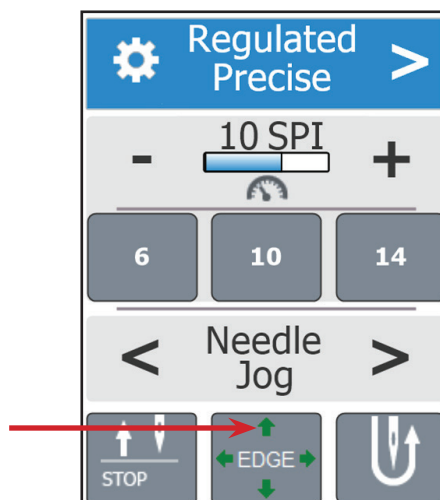 Regulated
Precise
>
10 SPI
- +
6 10 14
< Needle >
Jog
EDGE
STOP